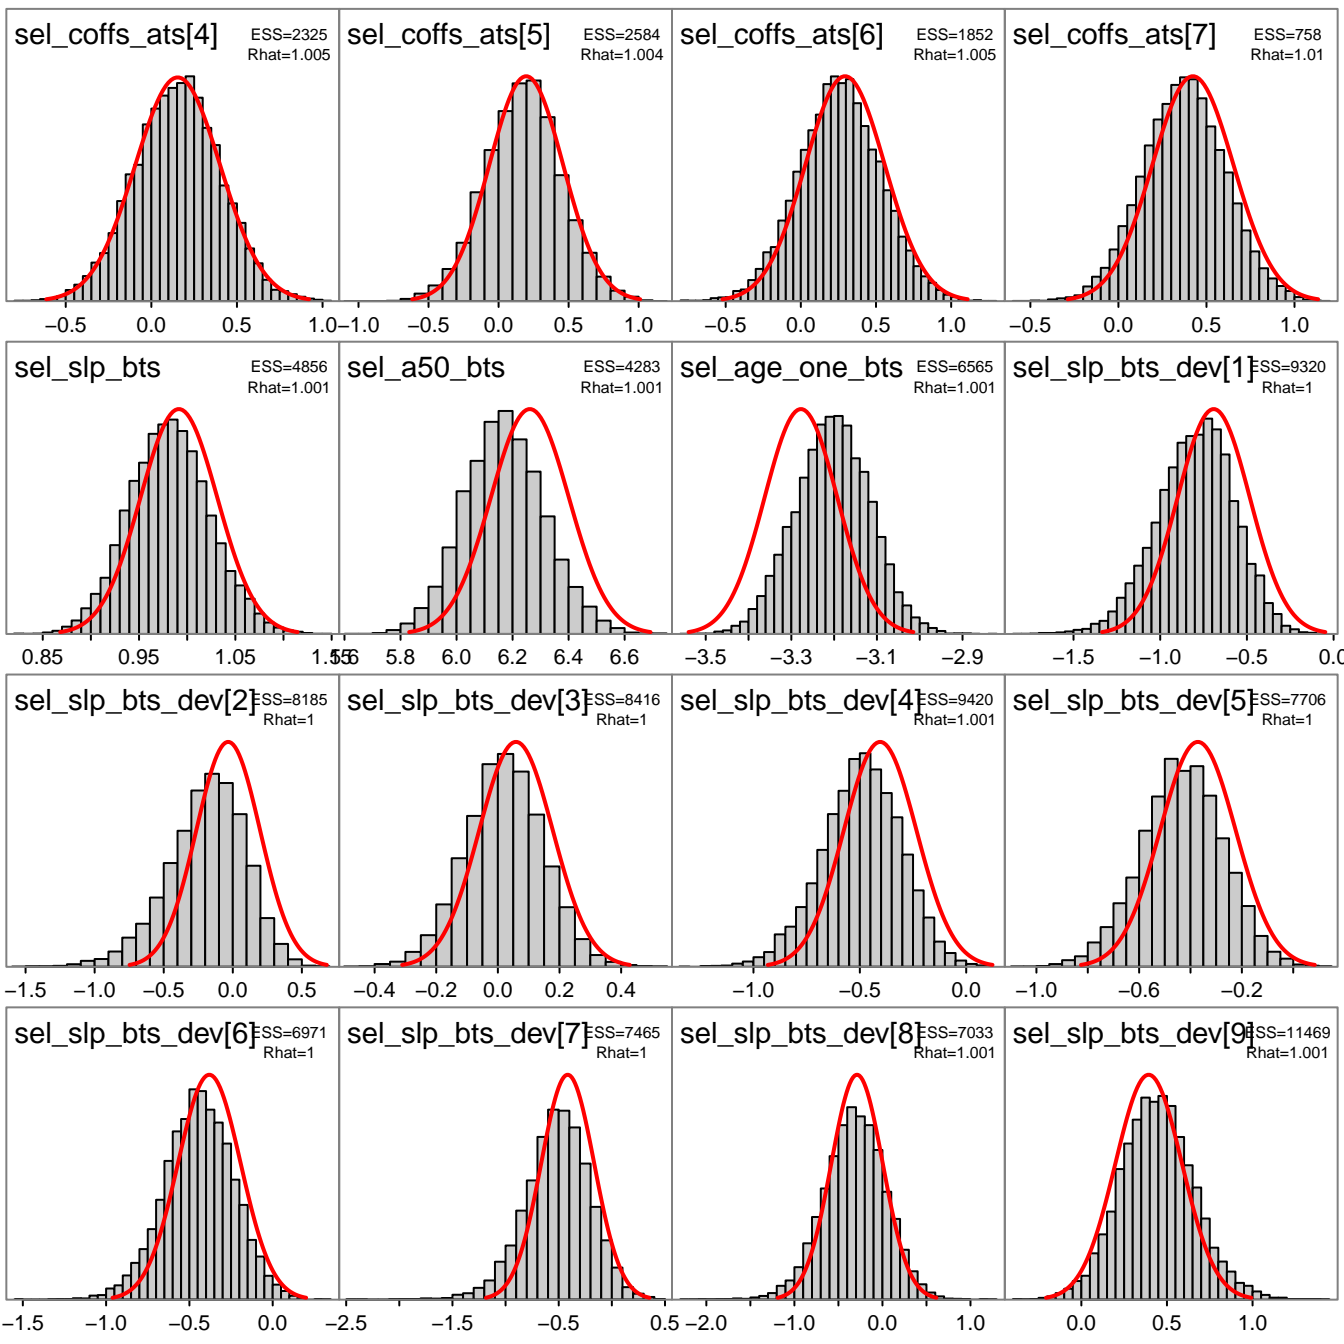 sel_coffs_ats[4] ESS=2325
Rhat=1.005
sel_coffs_ats[5] ESS=2584
Rhat=1.004
sel_coffs_ats[6] ESS=1852
Rhat=1.005
sel_coffs_ats[7] ESS=758
Rhat=1.01
−0.5 0.0 0.5 1.0
−1.0 −0.5 0.0 0.5 1.0
−0.5 0.0 0.5 1.0
−0.5 0.0 0.5 1.0
sel_slp_bts ESS=4856
Rhat=1.001
sel_a50_bts ESS=4283
Rhat=1.001
sel_age_one_bts ESS=6565
Rhat=1.001
sel_slp_bts_dev[1] ESS=9320
Rhat=1
0.85 0.95 1.05 1.15
5.6 5.8 6.0 6.2 6.4 6.6
−3.5 −3.3 −3.1 −2.9
−1.5 −1.0 −0.5 0.0
sel_slp_bts_dev[2] ESS=8185
Rhat=1
sel_slp_bts_dev[3] ESS=8416
Rhat=1
sel_slp_bts_dev[4] ESS=9420
Rhat=1.001
sel_slp_bts_dev[5] ESS=7706
Rhat=1
−1.5 −1.0 −0.5 0.0 0.5
−0.4 −0.2 0.0 0.2 0.4
−1.0 −0.5 0.0
−1.0 −0.6 −0.2
sel_slp_bts_dev[6] ESS=6971
Rhat=1
sel_slp_bts_dev[7] ESS=7465
Rhat=1
sel_slp_bts_dev[8] ESS=7033
Rhat=1.001
sel_slp_bts_dev[9] ESS=11469
Rhat=1.001
−1.5 −1.0 −0.5 0.0
−2.5 −1.5 −0.5 0.5
−2.0 −1.0 0.0 1.0
0.0 0.5 1.0